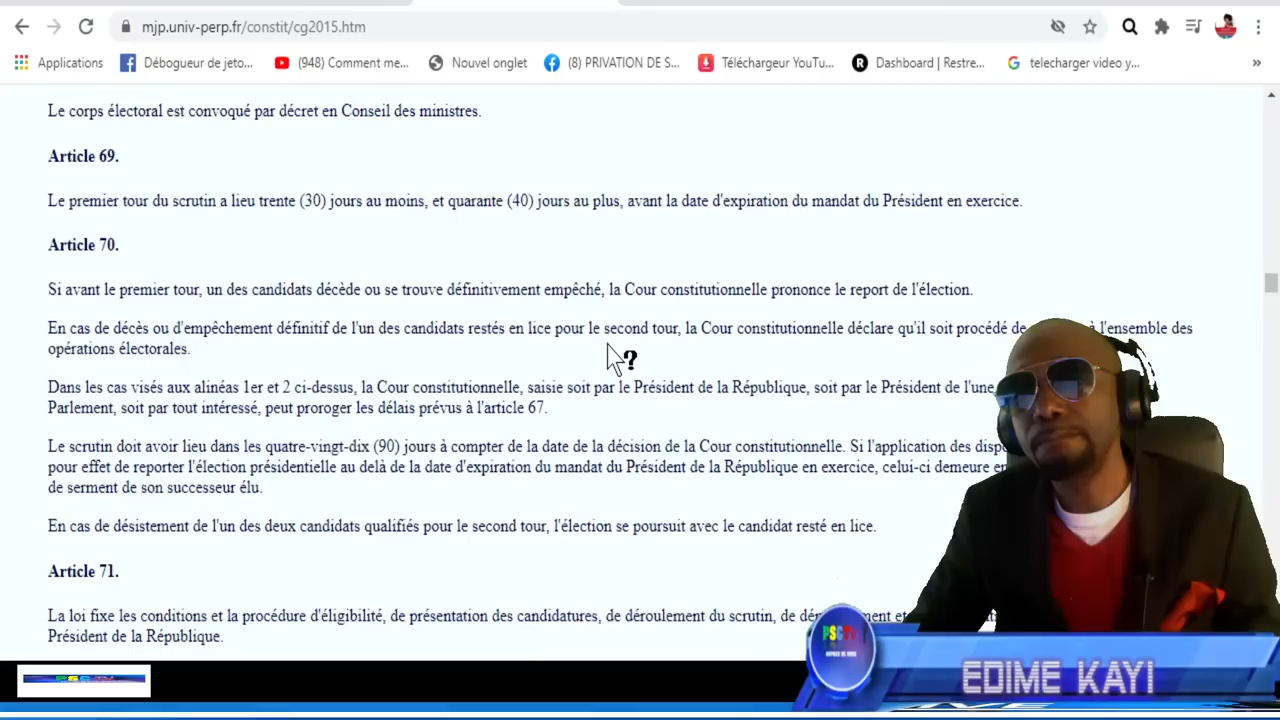 mjp.univ-perp.fr/constit/cg2015.htm
Applications
Débogueur de jeto...
(948) Comment me...
Nouvel onglet
(8) PRIVATION DE S...
Téléchargeur YouTu...
Dashboard | Restre...
telecharger video y...
»
Le corps électoral est convoqué par décret en Conseil des ministres.
Article 69.
Le premier tour du scrutin a lieu trente (30) jours au moins, et quarante (40) jours au plus, avant la date d'expiration du mandat du Président en exercice.
Article 70.
Si avant le premier tour, un des candidats décède ou se trouve définitivement empêché, la Cour constitutionnelle prononce le report de l'élection.
En cas de décès ou d'empêchement définitif de l'un des candidats restés en lice pour le second tour, la Cour constitutionnelle déclare qu'il soit procédé de à l'ensemble des
opérations électorales.
?
Dans les cas visés aux alinéas 1er et 2 ci-dessus, la Cour constitutionnelle, saisie soit par le Président de la République, soit par le Président de l'une
Parlement, soit par tout intéressé, peut proroger les délais prévus à l'article 67.
Le scrutin doit avoir lieu dans les quatre-vingt-dix (90) jours à compter de la date de la décision de la Cour constitutionnelle. Si l'application des
pour effet de reporter l'élection présidentielle au delà de la date d'expiration du mandat du Président de la République en exercice, celui-ci demeure
de serment de son successeur élu.
En cas de désistement de l'un des deux candidats qualifiés pour le second tour, l'élection se poursuit avec le candidat resté en lice.
Article 71.
La loi fixe les conditions et la procédure d'éligibilité, de présentation des candidatures, de déroulement du scrutin, de
Président de la République.
EDIME KAYI